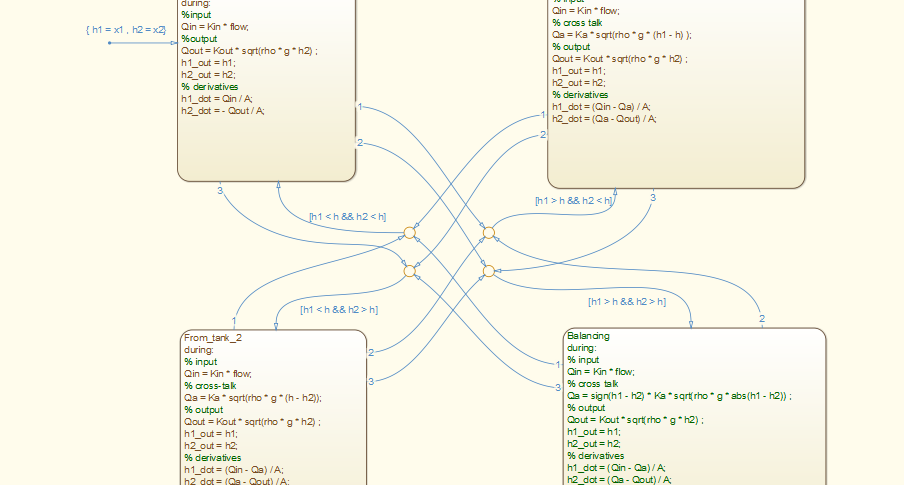 during:
%input
Qin = Kin * flow;
%output
Qout = Kout * sqrt(rho * g * h2) ;
h1_out = h1;
h2_out = h2;
% derivatives
h1_dot = Qin / A;
h2_dot = - Qout / A;
{ h1 = x1 , h2 = x2}
% input
Qin = Kin * flow;
% cross talk
Qa = Ka * sqrt(rho * g * (h1 - h) );
% output
Qout = Kout * sqrt(rho * g * h2) ;
h1_out = h1;
h2_out = h2;
% derivatives
h1_dot = (Qin - Qa) / A;
h2_dot = (Qa - Qout) / A;
1
2
3
1
2
3
[h1 < h && h2 < h]
[h1 > h && h2 < h]
[h1 < h && h2 > h]
[h1 > h && h2 > h]
1
2
3
2
1
3
From_tank_2
during:
% input
Qin = Kin * flow;
% cross-talk
Qa = Ka * sqrt(rho * g * (h - h2));
% output
Qout = Kout * sqrt(rho * g * h2) ;
h1_out = h1;
h2_out = h2;
% derivatives
h1_dot = (Qin - Qa) / A;
h2_dot = (Qa - Qout) / A;
Balancing
during:
% input
Qin = Kin * flow;
% cross talk
Qa = sign(h1 - h2) * Ka * sqrt(rho * g * abs(h1 - h2)) ;
% output
Qout = Kout * sqrt(rho * g * h2) ;
h1_out = h1;
h2_out = h2;
% derivatives
h1_dot = (Qin - Qa) / A;
h2_dot = (Qa - Qout) / A;